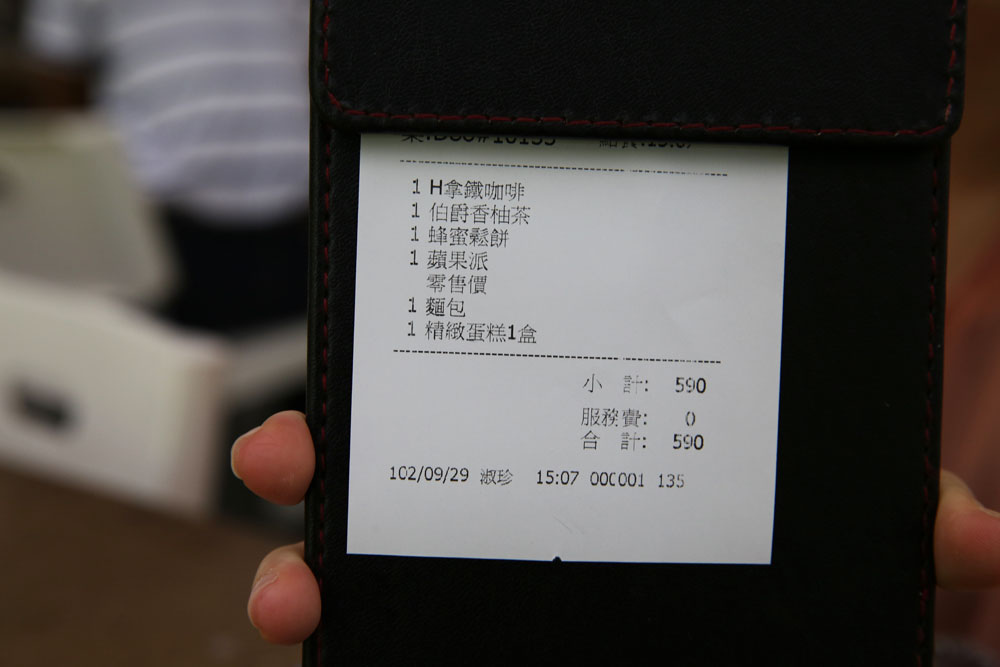 1 H拿鐵咖啡
1 伯爵香柚茶
1 蜂蜜鬆餅
1 蘋果派
零售價
1 麵包
1 精緻蛋糕1盒
小 計: 590
服務費: 0
合 計: 590
102/09/29 淑珍 15:07 000001 135